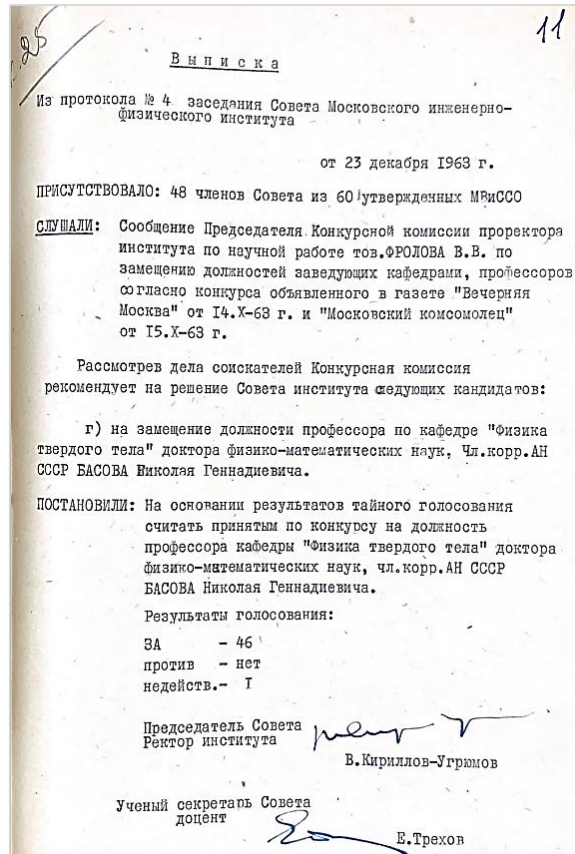 11
Выписка
Из протокола № 4 заседания Совета Московского инженерно-
физического института
от 23 декабря 1963 г.
ПРИСУТСТВОВАЛО: 48 членов Совета из 60 утвержденных МВиССО
СЛУШАЛИ: Сообщение Председателя Конкурсной комиссии проректора
института по научной работе тов.ФРОЛОВА В.В. по
замещению должностей заведующих кафедрами, профессоров
согласно конкурса объявленного в газете "Вечерняя
Москва" от 14.X-63 г. и "Московский комсомолец"
от 15.X-63 г.
Рассмотрев дела соискателей Конкурсная комиссия
рекомендует на решение Совета института следующих кандидатов:
г) на замещение должности профессора по кафедре "Физика
твердого тела" доктора физико-математических наук, Чл.корр.АН
СССР БАСОВА Николая Геннадиевича.
ПОСТАНОВИЛИ: На основании результатов тайного голосования
считать принятым по конкурсу на должность
профессора кафедры "Физика твердого тела" доктора
физико-математических наук, чл.корр.АН СССР
БАСОВА Николая Геннадиевича.
Результаты голосования:
ЗА - 46
против - нет
недейств.- I
Председатель Совета
Ректор института
В.Кириллов-Угрюмов
Ученый секретарь Совета
доцент
Е.Трехов